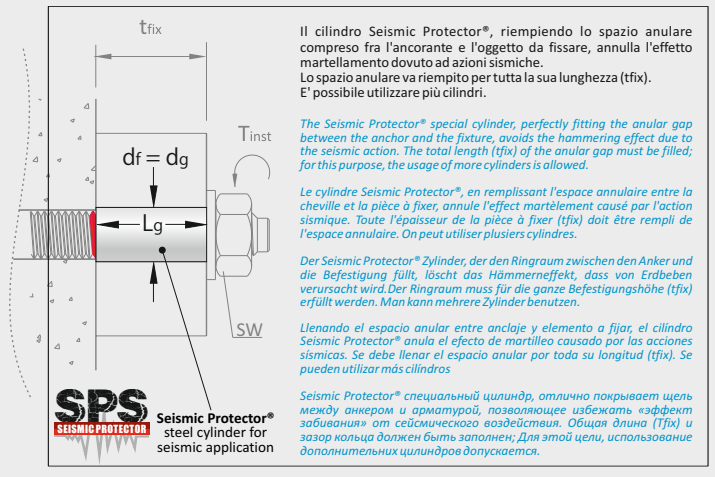 tfix
Tinst
df = dg
Lg
SW
SPS
SEISMIC PROTECTOR
Seismic Protector®
steel cylinder for
seismic application
Il cilindro Seismic Protector®, riempiendo lo spazio anulare
compreso fra l'ancorante e l'oggetto da fissare, annulla l'effetto
martellamento dovuto ad azioni sismiche.
Lo spazio anulare va riempito per tutta la sua lunghezza (tfix).
E' possibile utilizzare più cilindri.
The Seismic Protector® special cylinder, perfectly fitting the anular gap
between the anchor and the fixture, avoids the hammering effect due to
the seismic action. The total length (tfix) of the anular gap must be filled;
for this purpose, the usage of more cylinders is allowed.
Le cylindre Seismic Protector®, en remplissant l'espace annulaire entre la
cheville et la pièce à fixer, annule l'effect martèlement causé par l'action
sismique. Toute l'épaisseur de la pièce à fixer (tfix) doit être rempli de
l'espace annulaire. On peut utiliser plusiers cylindres.
Der Seismic Protector® Zylinder, der den Ringraum zwischen den Anker und
die Befestigung füllt, löscht das Hämmerneffekt, dass von Erdbeben
verursacht wird.Der Ringraum muss für die ganze Befestigungshöhe (tfix)
erfüllt werden. Man kann mehrere Zylinder benutzen.
Llenando el espacio anular entre anclaje y elemento a fijar, el cilíndro
Seismic Protector® anula el efecto de martilleo causado por las acciones
sísmicas. Se debe llenar el espacio anular por toda su longitud (tfix). Se
pueden utilizar más cilíndros
Seismic Protector® специальный цилиндр, отлично покрывает щель
между анкером и арматурой, позволяющее избежать «эффект
забивания» от сейсмического воздействия. Общая длина (Tfix) и
зазор кольца должен быть заполнен; Для этой цели, использование
дополнительних цилиндров допускается.